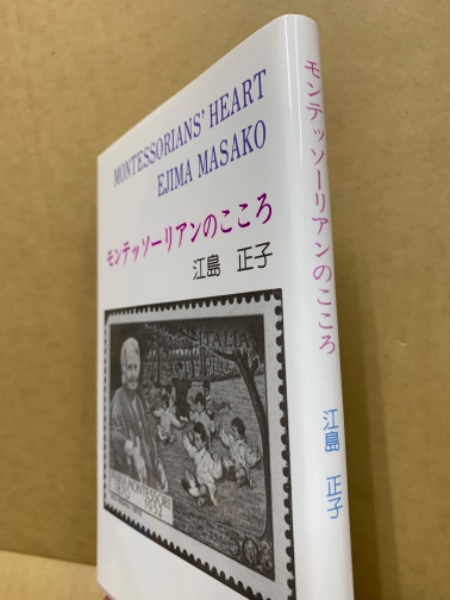 MONTESSORIANS' HEART
EJIMA MASAKO
モンテッソーリアンのこころ
江島 正子
ITALIA
MONTESSORI
モンテッソーリアンのこころ
江島 正子